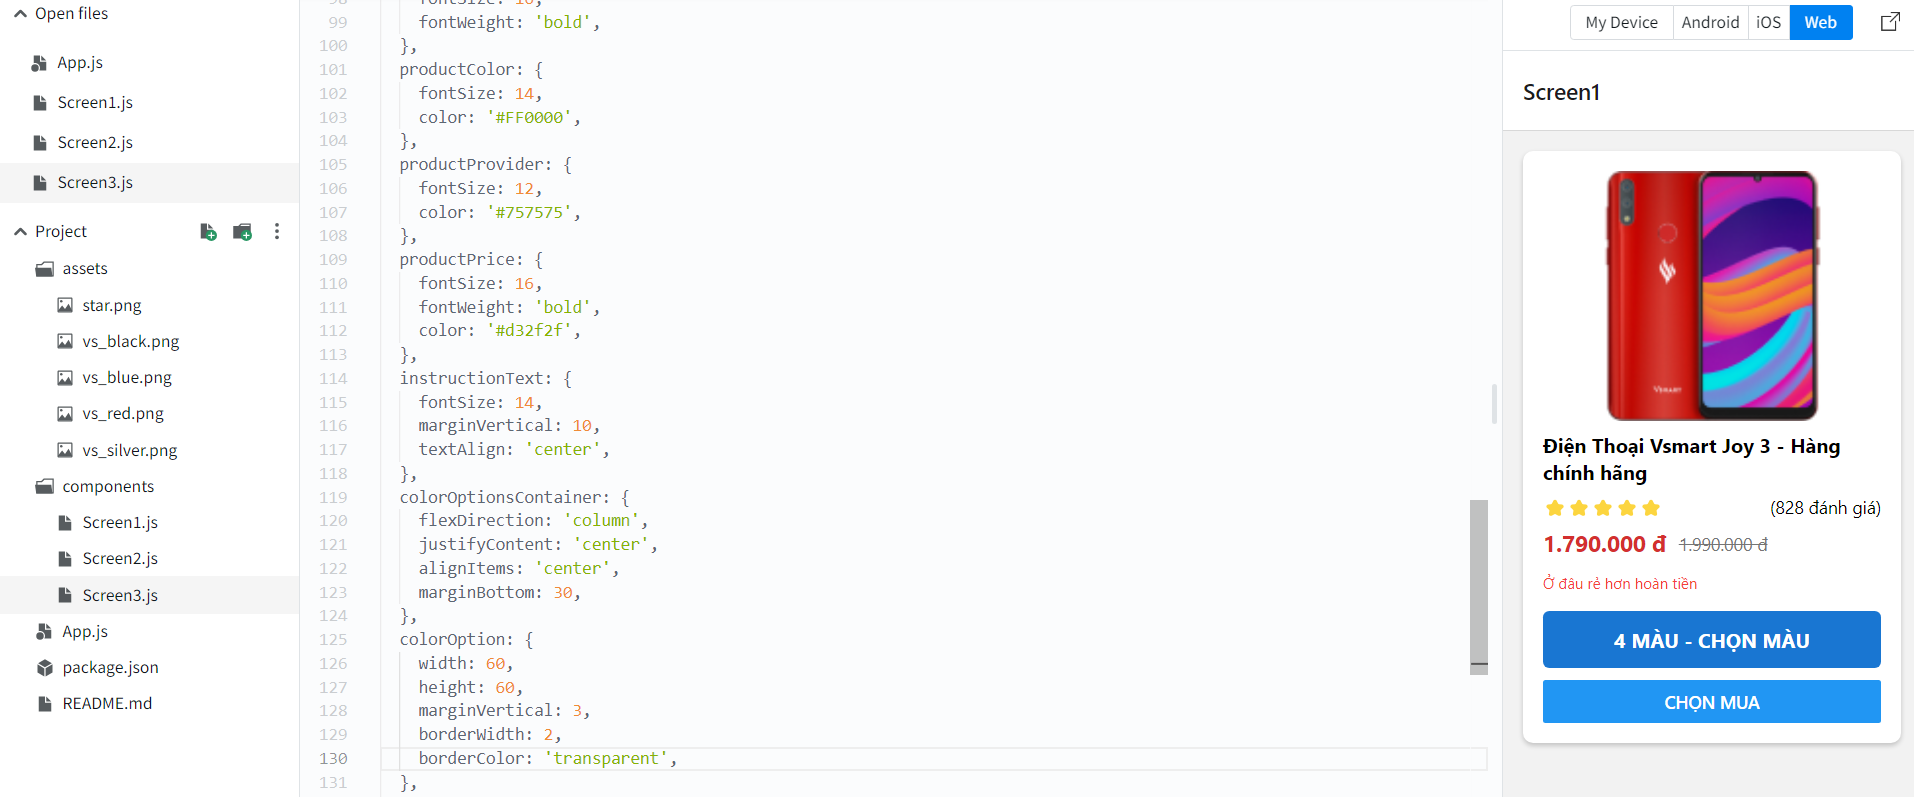 Open files
App.js
Screen1.js
Screen2.js
Screen3.js
Project
assets
star.png
vs_black.png
vs_blue.png
vs_red.png
vs_silver.png
components
Screen1.js
Screen2.js
Screen3.js
App.js
package.json
README.md
99 fontWeight: 'bold',
100 },
101 productColor: {
102 fontSize: 14,
103 color: '#FF0000',
104 },
105 productProvider: {
106 fontSize: 12,
107 color: '#757575',
108 },
109 productPrice: {
110 fontSize: 16,
111 fontWeight: 'bold',
112 color: '#d32f2f',
113 },
114 instructionText: {
115 fontSize: 14,
116 marginVertical: 10,
117 textAlign: 'center',
118 },
119 colorOptionsContainer: {
120 flexDirection: 'column',
121 justifyContent: 'center',
122 alignItems: 'center',
123 marginBottom: 30,
124 },
125 colorOption: {
126 width: 60,
127 height: 60,
128 marginVertical: 3,
129 borderWidth: 2,
130 borderColor: 'transparent',
131 },
My Device Android iOS Web
Screen1
VSMART
Điện Thoại Vsmart Joy 3 - Hàng
chính hãng
(828 đánh giá)
1.790.000 đ 1.990.000 đ
Ở đâu rẻ hơn hoàn tiền
4 MÀU - CHỌN MÀU
CHỌN MUA